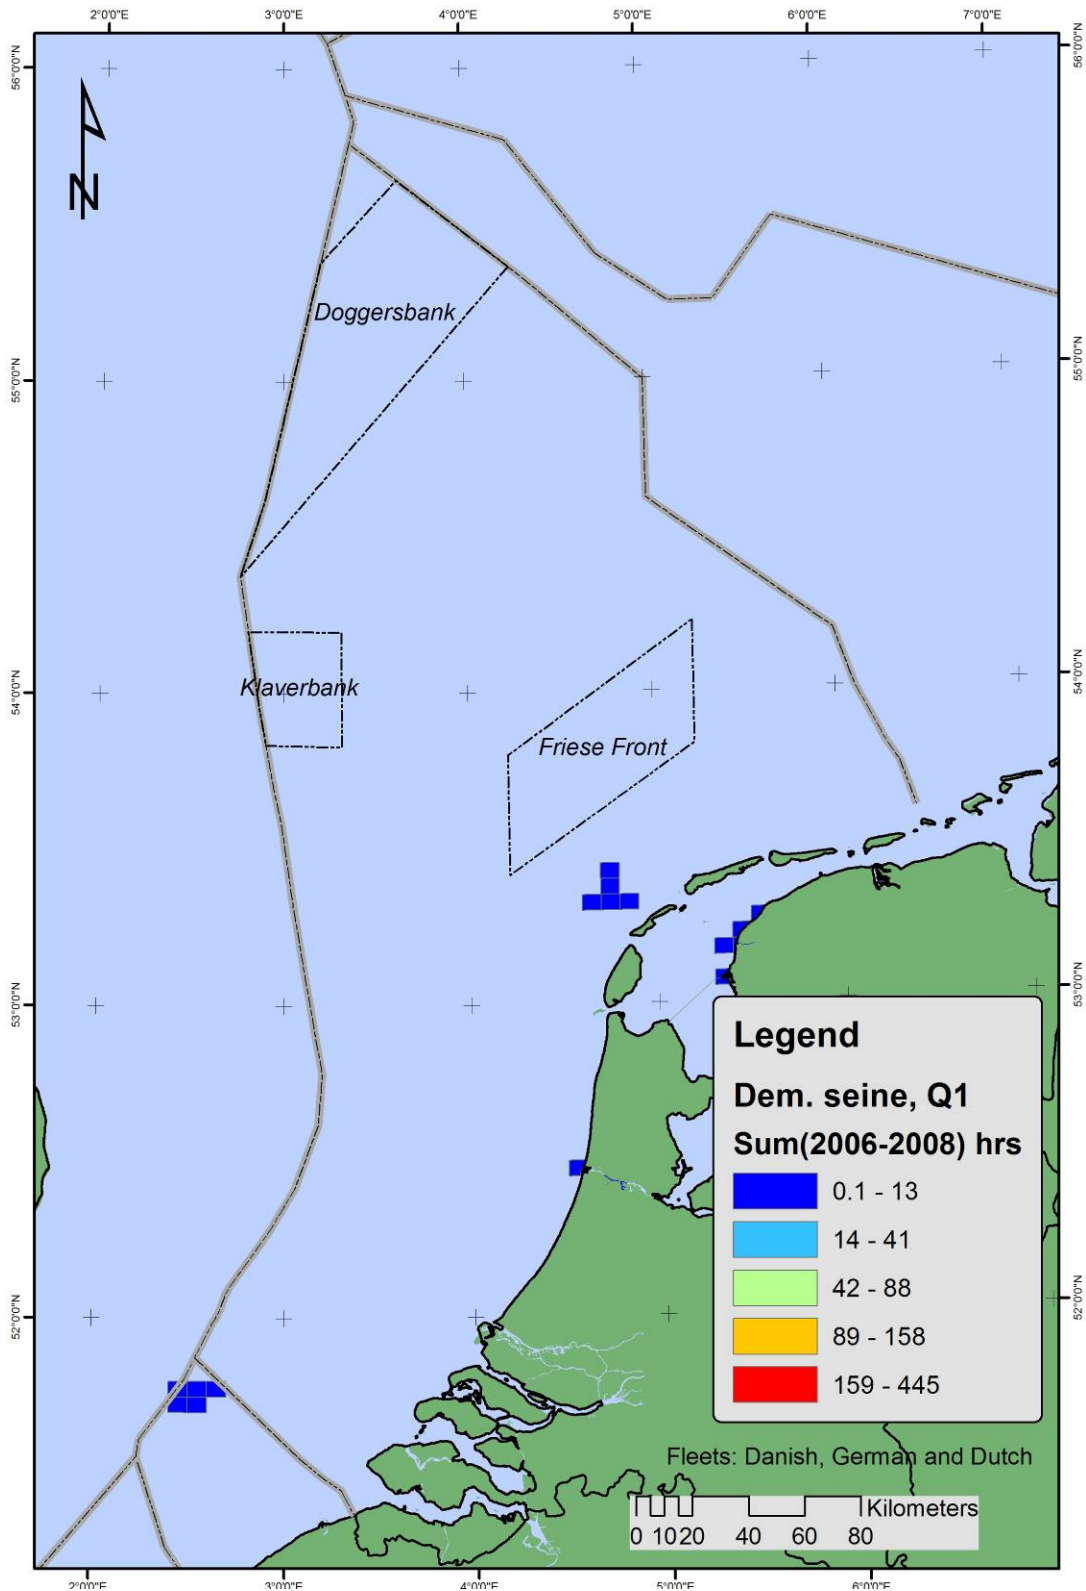 2°0'0"E 3°0'0"E 4°0'0"E 5°0'0"E 6°0'0"E 7°0'0"E
56°0'0"N 56°0'0"N
N
Doggersbank
55°0'0"N 55°0'0"N
Klaverbank
54°0'0"N 54°0'0"N
Friese Front
53°0'0"N 53°0'0"N
Legend
Dem. seine, Q1
Sum(2006-2008) hrs
0.1 - 13
14 - 41
42 - 88
89 - 158
159 - 445
52°0'0"N 52°0'0"N
Fleets: Danish, German and Dutch
Kilometers
0 10 20 40 60 80
2°0'0"E 3°0'0"E 4°0'0"E 5°0'0"E 6°0'0"E